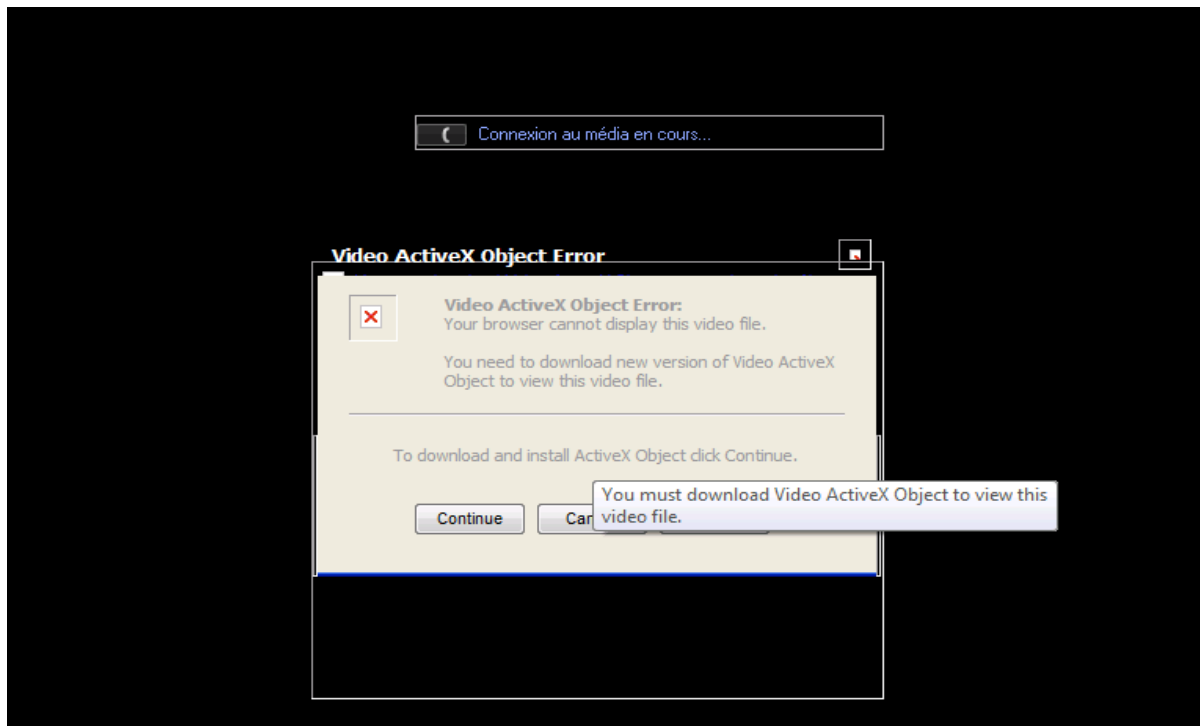 Connexion au média en cours...
Video ActiveX Object Error
Video ActiveX Object Error:
Your browser cannot display this video file.
You need to download new version of Video ActiveX
Object to view this video file.
To download and install ActiveX Object click Continue.
Continue
You must download Video ActiveX Object to view this
video file.